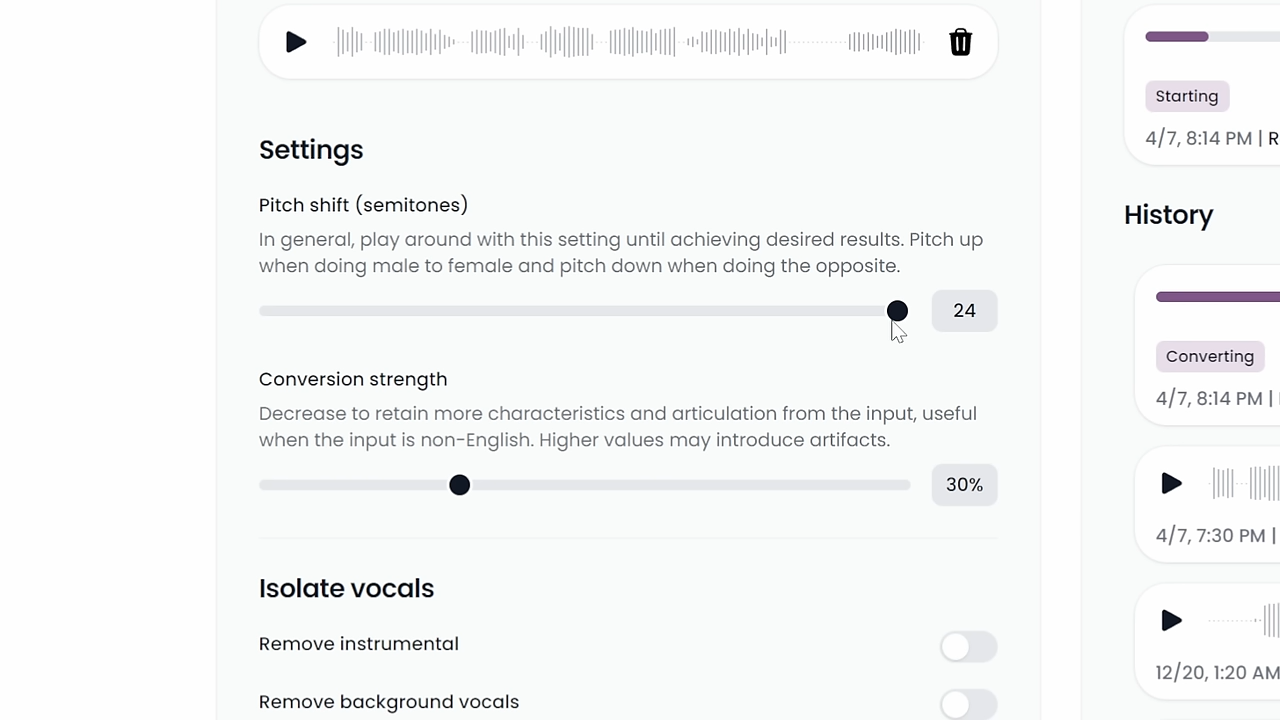 Settings
Pitch shift (semitones)
In general, play around with this setting until achieving desired results. Pitch up
when doing male to female and pitch down when doing the opposite.
24
Conversion strength
Decrease to retain more characteristics and articulation from the input, useful
when the input is non-English. Higher values may introduce artifacts.
30%
Isolate vocals
Remove instrumental
Remove background vocals
Starting
4/7, 8:14 PM | R
History
Converting
4/7, 8:14 PM |
4/7, 7:30 PM |
12/20, 1:20 AM